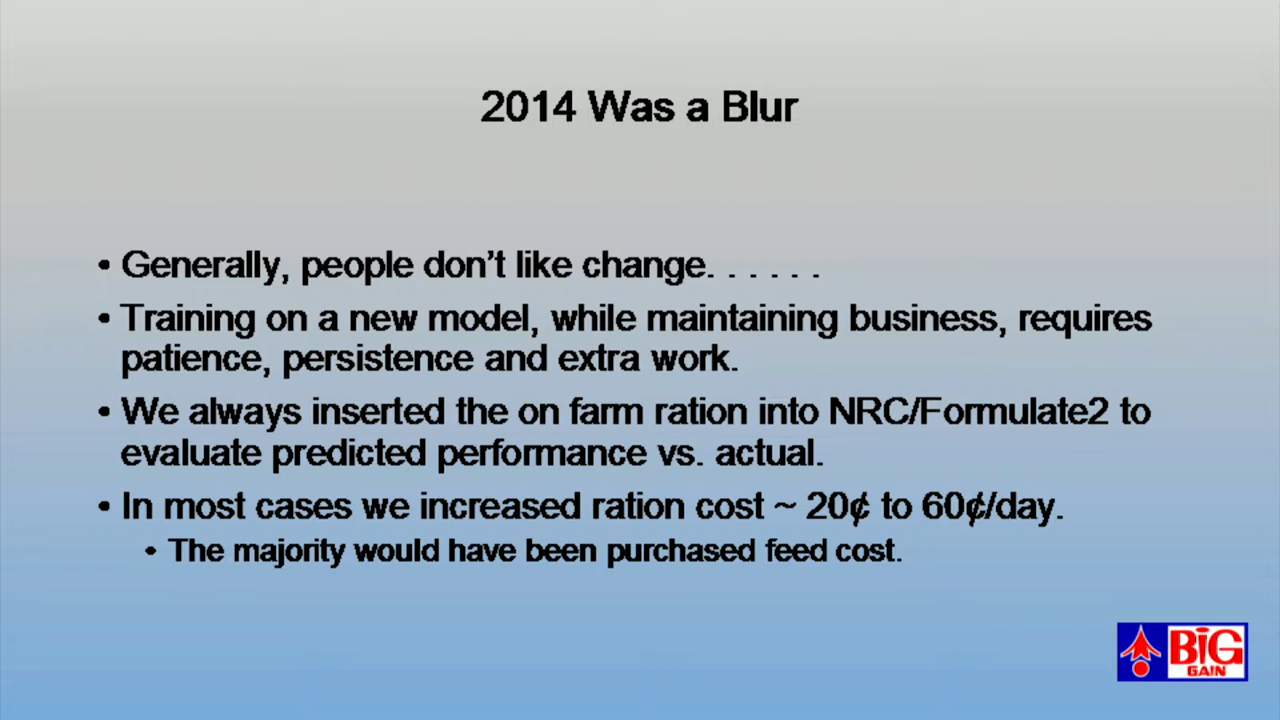 2014 Was a Blur
• Generally, people don’t like change. . . . . .
• Training on a new model, while maintaining business, requires
patience, persistence and extra work.
• We always inserted the on farm ration into NRC/Formulate2 to
evaluate predicted performance vs. actual.
• In most cases we increased ration cost ~ 20¢ to 60¢/day.
• The majority would have been purchased feed cost.
BiG
GAIN